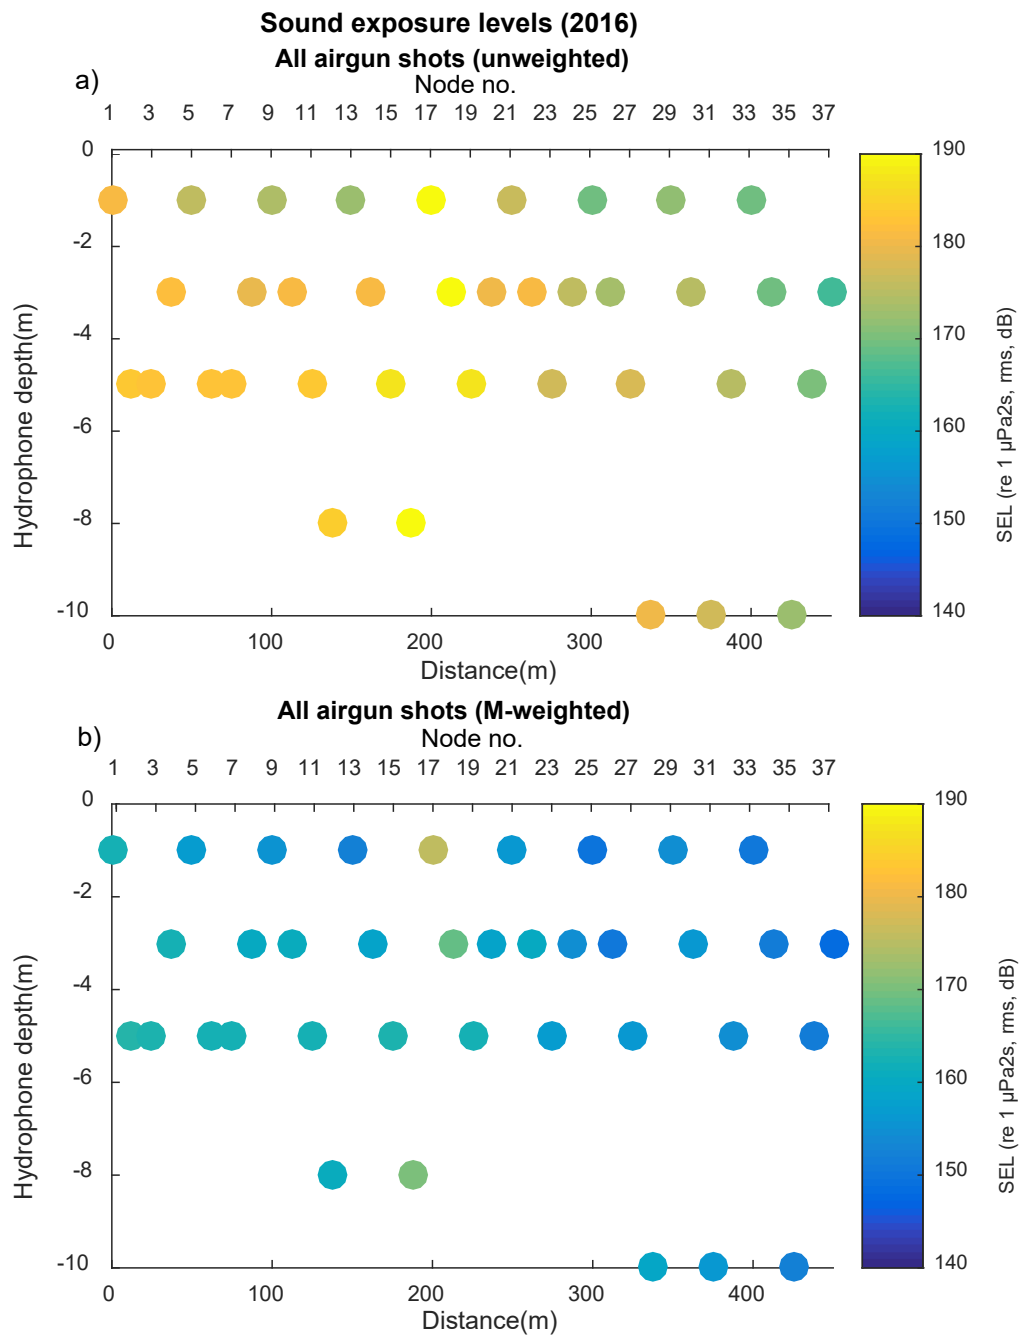 Sound exposure levels (2016)
All airgun shots (unweighted)
a)
Node no.
1 3 5 7 9 11 13 15 17 19 21 23 25 27 29 31 33 35 37
0
-2
-4
-6
-8
-10
Hydrophone depth(m)
0 100 200 300 400
Distance(m)
190
180
170
160
150
140
SEL (re 1 µPa2s, rms, dB)
All airgun shots (M-weighted)
b)
Node no.
1 3 5 7 9 11 13 15 17 19 21 23 25 27 29 31 33 35 37
0
-2
-4
-6
-8
-10
Hydrophone depth(m)
0 100 200 300 400
Distance(m)
190
180
170
160
150
140
SEL (re 1 µPa2s, rms, dB)